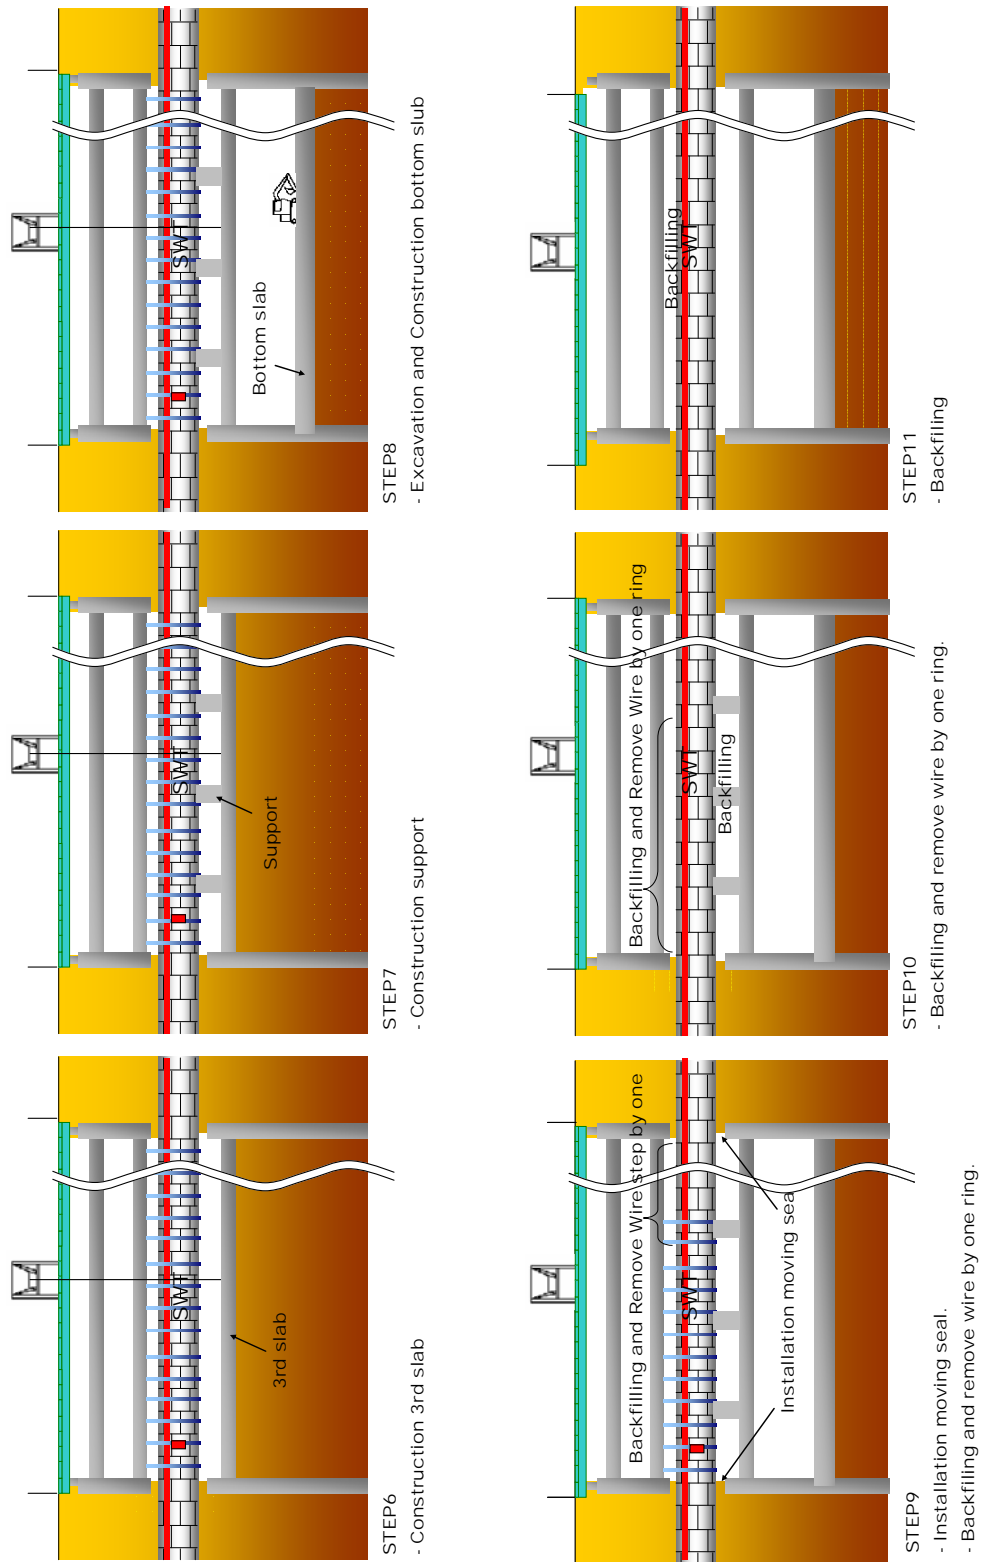 SWT
3rd slab
STEP6
- Construction 3rd slab
SWT
Support
STEP7
- Construction support
SWT
Bottom slab
STEP8
- Excavation and Construction bottom slub
Backfilling and Remove Wire step by one
SWT
Installation moving sea
STEP9
- Installation moving seal.
- Backfiling and remove wire by one ring.
Backfilling and Remove Wire by one ring
SWT
Backfilling
STEP10
- Backfiling and remove wire by one ring.
Backfilling
SWT
STEP11
- Backfiling